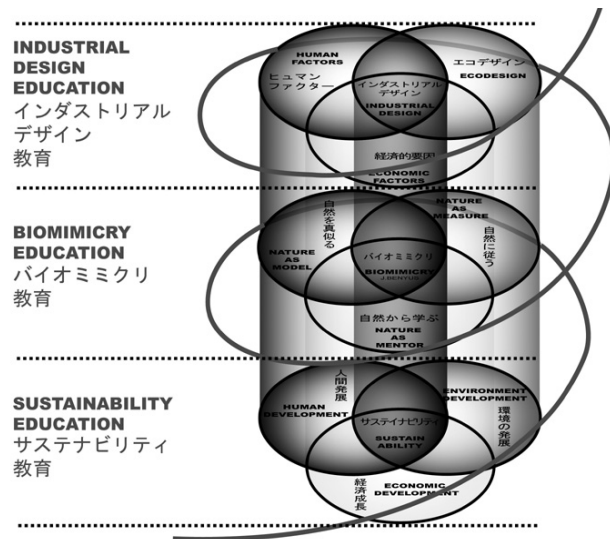 INDUSTRIAL
DESIGN
EDUCATION
インダストリアル
デザイン
教育
HUMAN
FACTORS
ヒュマン
ファクター
エコデザイン
ECODESIGN
インダストリアル
デザイン
INDUSTRIAL
DESIGN
経済的要因
ECONOMIC
FACTORS
BIOMIMICRY
EDUCATION
バイオミミクリ
教育
自然を真似る
NATURE
AS
MODEL
NATURE
AS
MEASURE
自然に従う
バイオミミクリ
BIOMIMICRY
J.BENYUS
自然から学ぶ
NATURE
AS
MENTOR
SUSTAINABILITY
EDUCATION
サステナビリティ
教育
人間発展
HUMAN
DEVELOPMENT
ENVIRONMENT
DEVELOPMENT
環境の発展
サステイナビリティ
SUSTAIN
ABILITY
経済成長
ECONOMIC
DEVELOPMENT